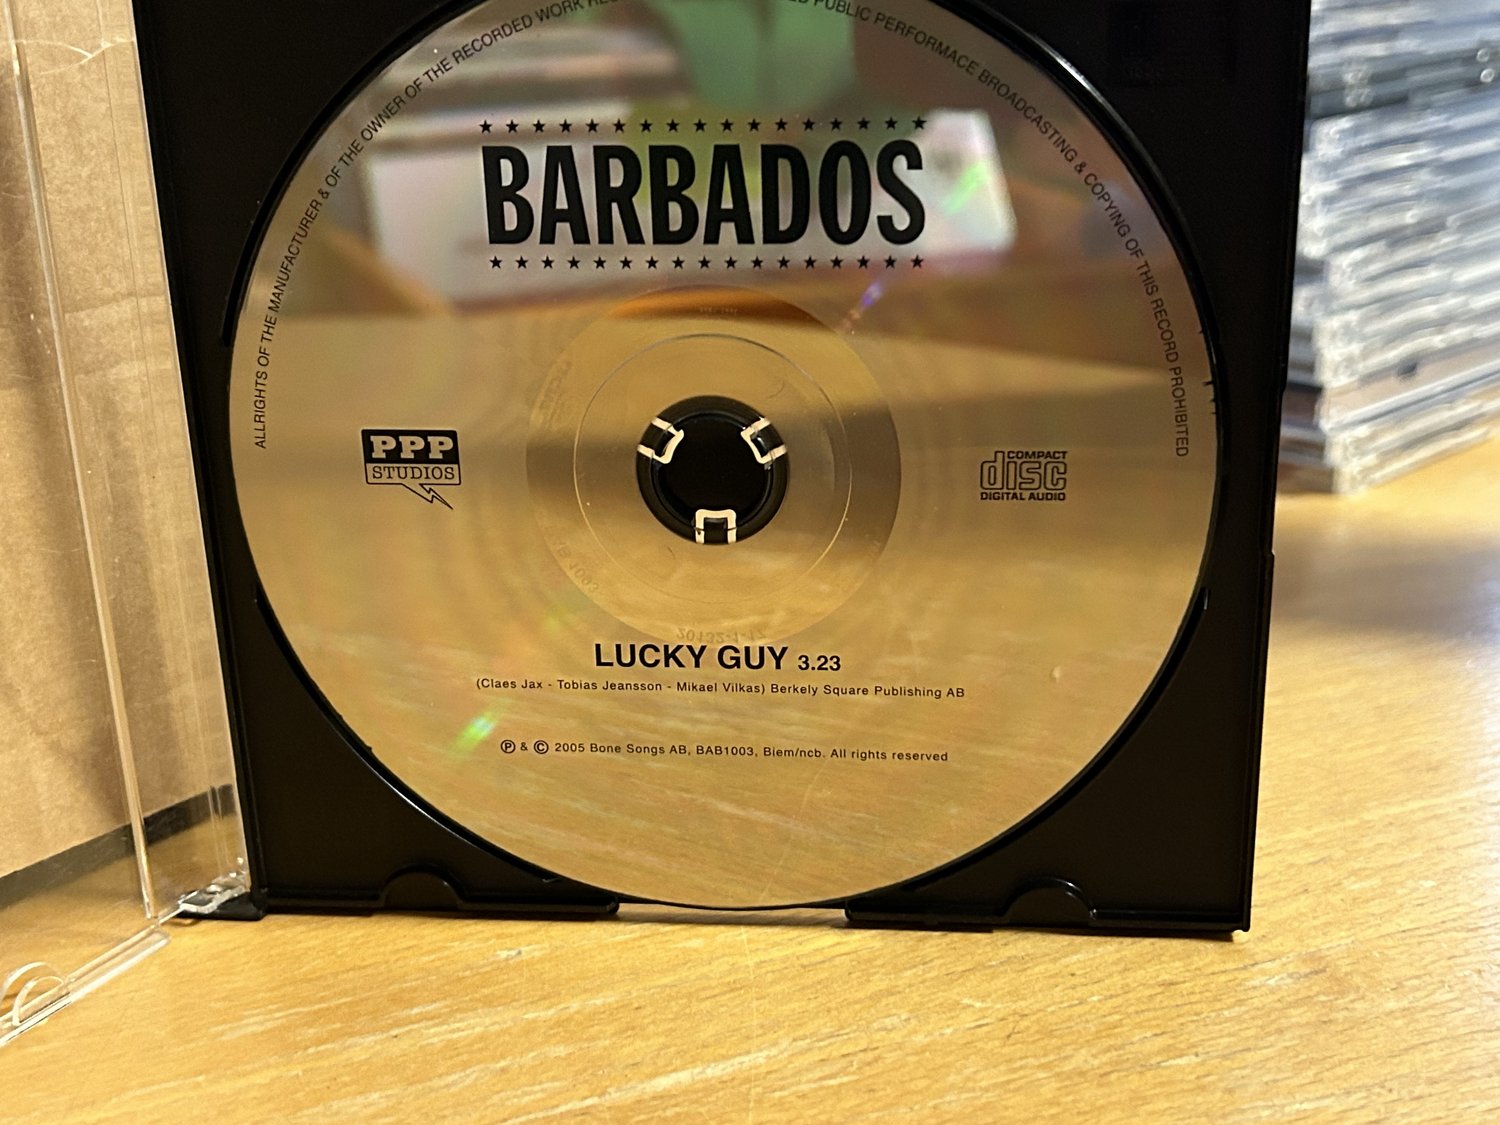 ALLRIGHTS OF THE MANUFACTURER & OF THE OWNER OF THE RECORDED WORK PUBLIC PERFORMACE BROADCASTING & COPYING OF THIS RECORD PROHIBITED
BARBADOS
PPP
STUDIOS
COMPACT
disc
DIGITAL AUDIO
LUCKY GUY 3.23
(Claes Jax - Tobias Jeansson - Mikael Vilkas) Berkely Square Publishing AB
℗ & © 2005 Bone Songs AB, BAB1003, Biem/ncb. All rights reserved